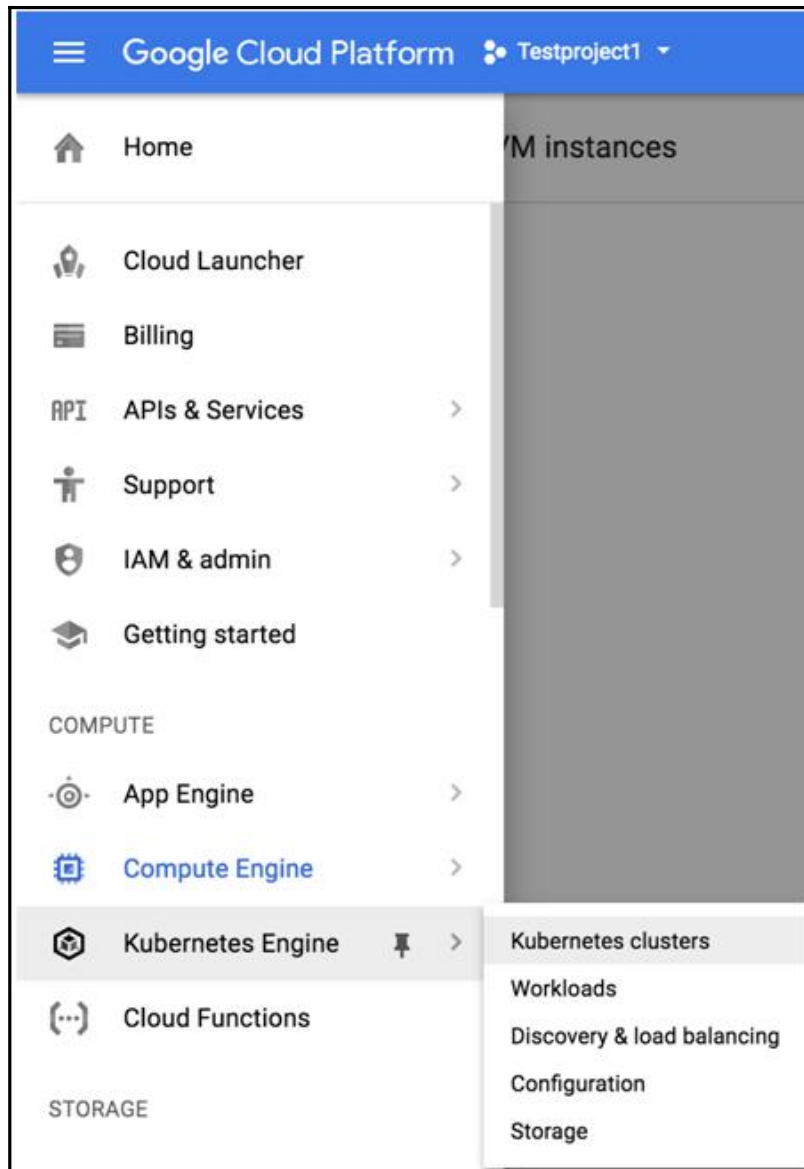 Google Cloud Platform Testproject1
Home
VM instances
Cloud Launcher
Billing
API APIs & Services
Support
IAM & admin
Getting started
COMPUTE
App Engine
Compute Engine
Kubernetes Engine
Kubernetes clusters
Workloads
Cloud Functions
Discovery & load balancing
Configuration
STORAGE
Storage